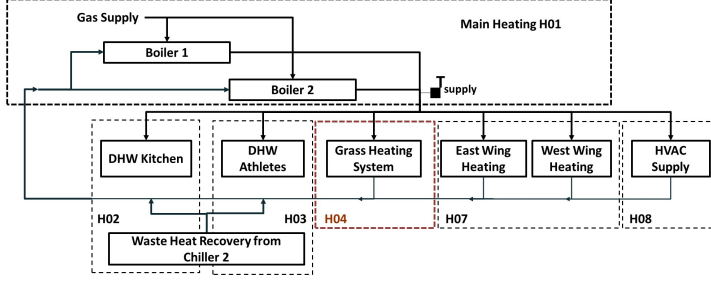 Gas Supply
Main Heating H01
Boiler 1
Boiler 2
T supply
DHW Kitchen
DHW
Athletes
Grass Heating
System
East Wing
Heating
West Wing
Heating
HVAC
Supply
H02
H03
H04
H07
H08
Waste Heat Recovery from
Chiller 2